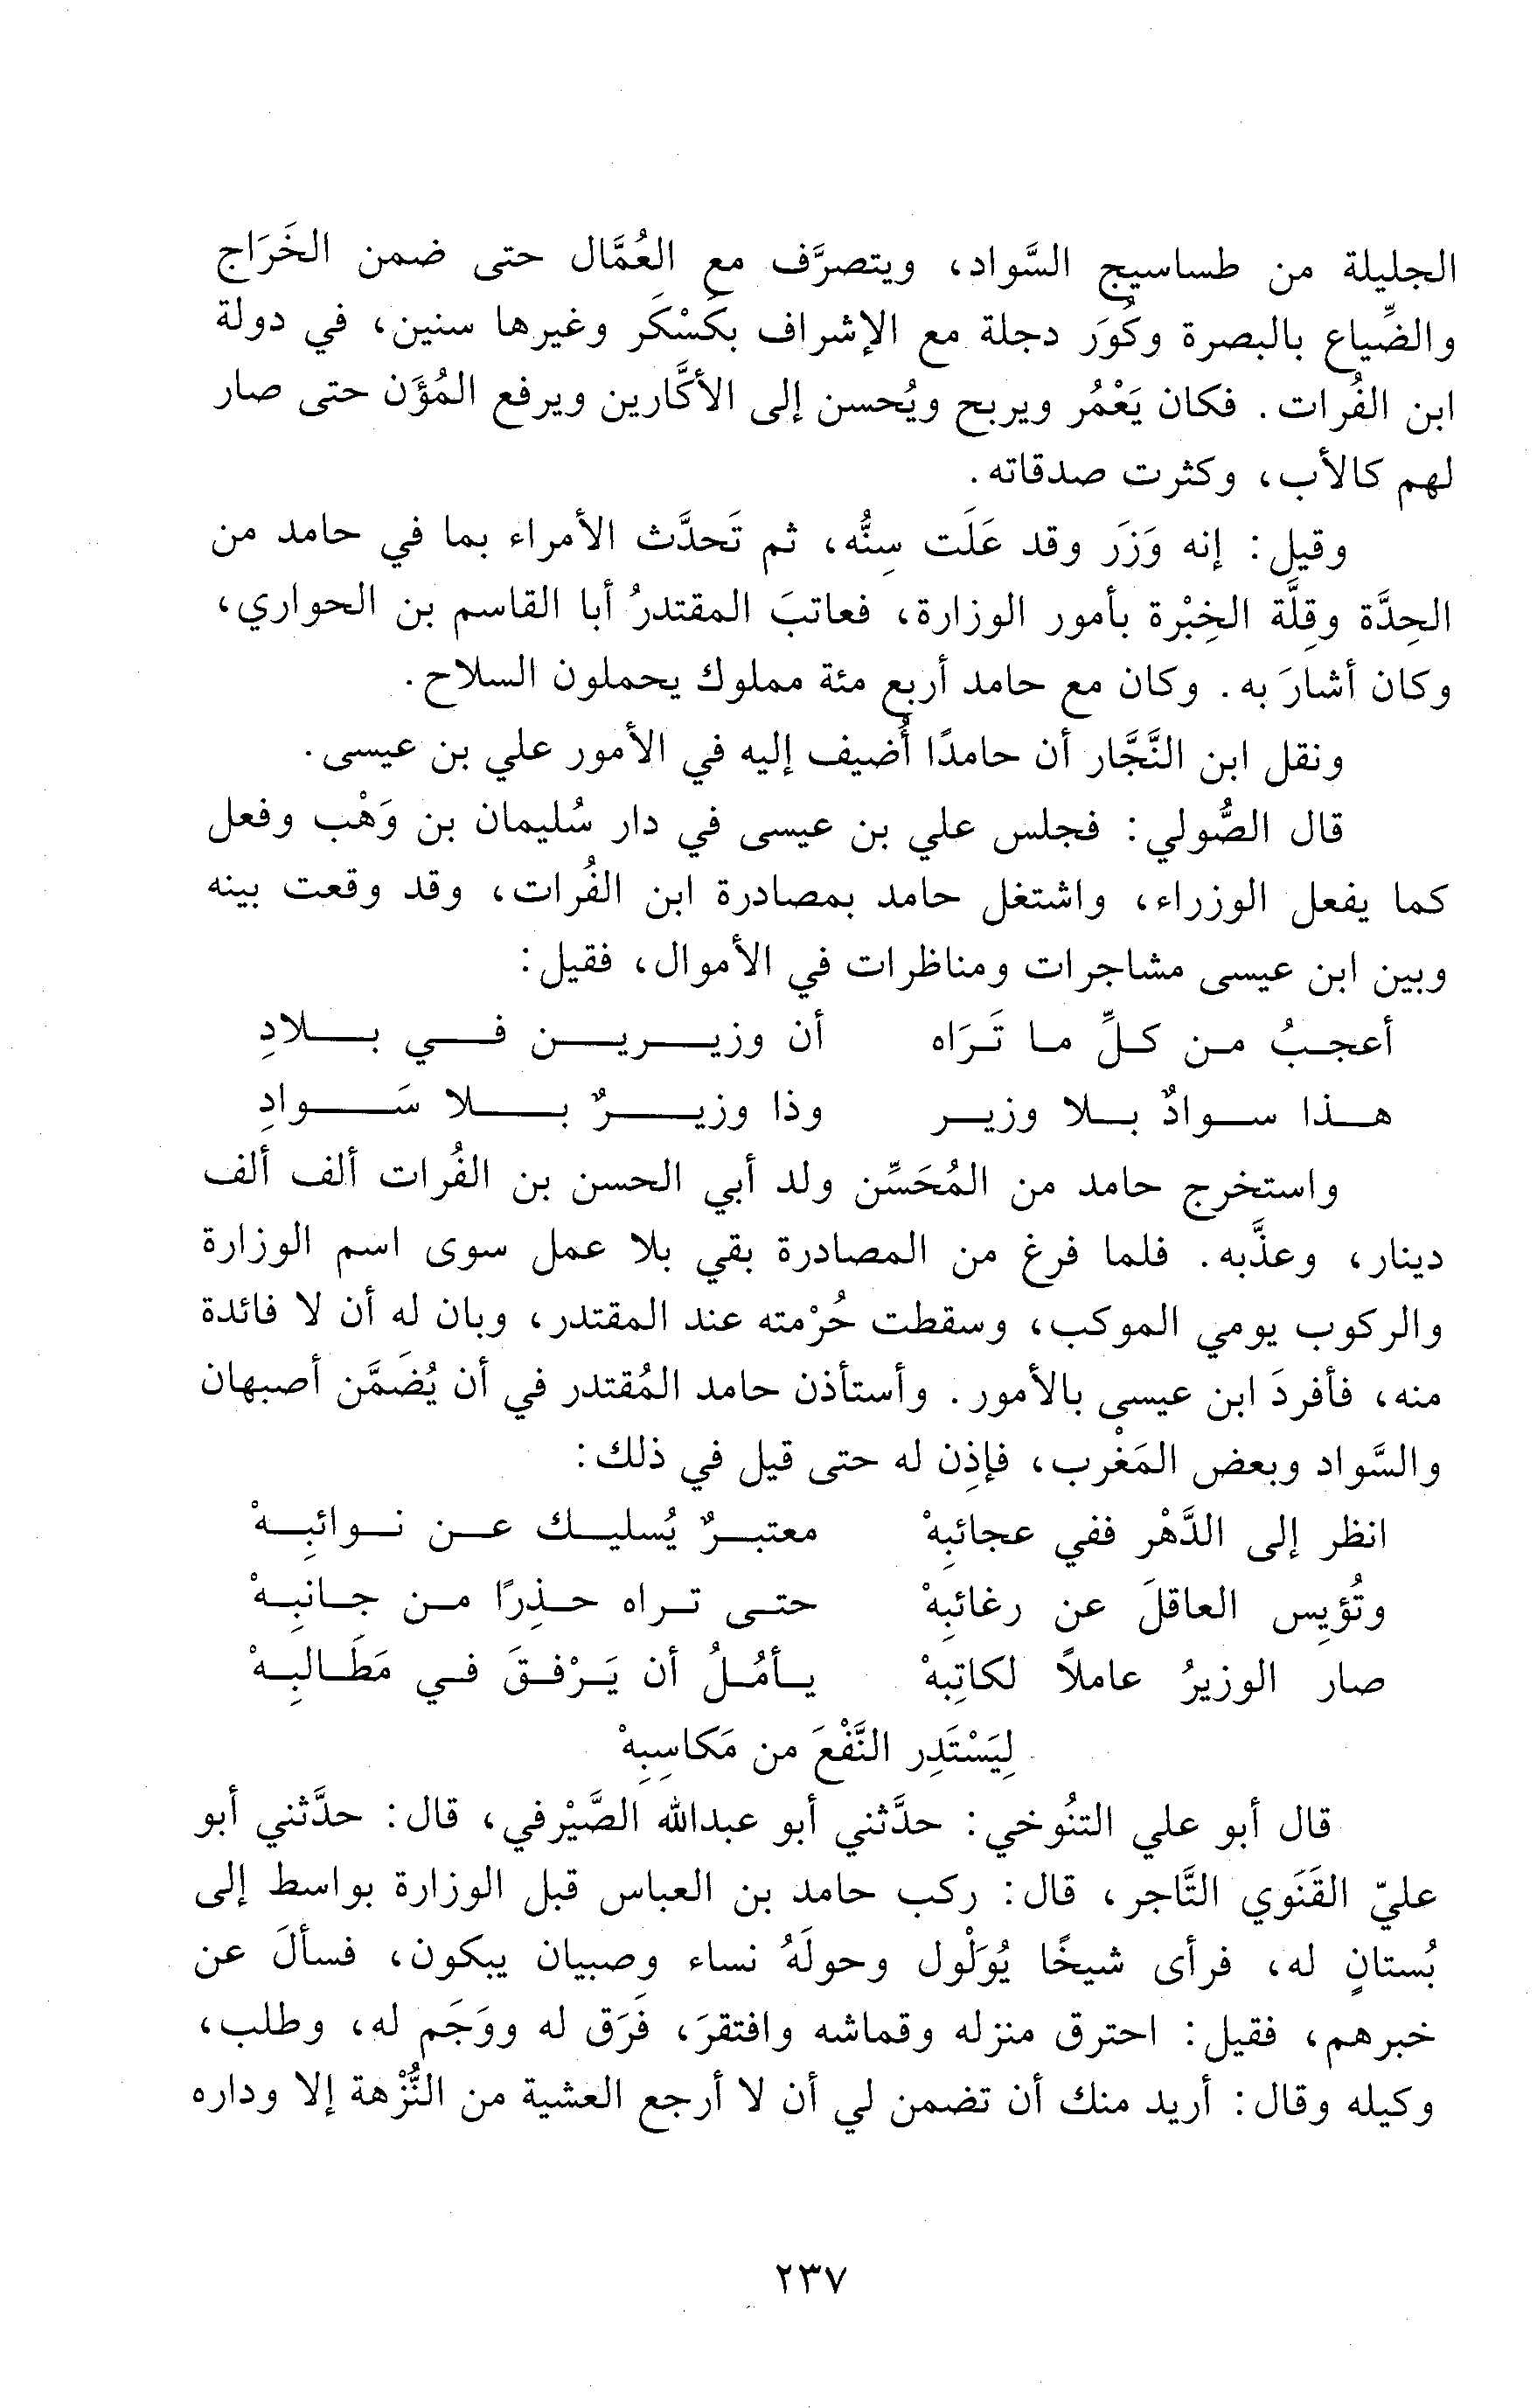 الجليلة من طساسيج السَّواد، ويتصرَّف مع العُمَّال حتى ضمن الخَرَاج
والضِّياع بالبصرة وكُوَر دجلة مع الإشراف بكَسْكَر وغيرها سنين، في دولة
ابن الفُرات. فكان يَعْمُر ويربح ويُحسن إلى الأكَّارين ويرفع المُؤَن حتى صار
لهم كالأب، وكثرت صدقاته.
وقيل: إنه وَزَر وقد عَلَت سِنُّه، ثم تَحدَّث الأمراء بما في حامد من
الحِدَّة وقِلَّة الخِبْرة بأمور الوزارة، فعاتبَ المقتدرُ أبا القاسم بن الحواري،
وكان أشارَ به. وكان مع حامد أربع مئة مملوك يحملون السلاح.
ونقل ابن النَّجَّار أن حامدًا أُضيف إليه في الأمور علي بن عيسى.
قال الصُّولي: فجلس علي بن عيسى في دار سُليمان بن وَهْب وفعل
كما يفعل الوزراء، واشتغل حامد بمصادرة ابن الفُرات، وقد وقعت بينه
وبين ابن عيسى مشاجرات ومناظرات في الأموال، فقيل:
أعجبُ من كلِّ ما تَرَاه أن وزيرين في بلادِ
هذا سوادٌ بلا وزير وذا وزيرٌ بلا سَوادِ
واستخرج حامد من المُحَسِّن ولد أبي الحسن بن الفُرات ألف ألف
دينار، وعذَّبه. فلما فرغ من المصادرة بقي بلا عمل سوى اسم الوزارة
والركوب يومي الموكب، وسقطت حُرْمته عند المقتدر، وبان له أن لا فائدة
منه، فأفردَ ابن عيسى بالأمور. وأستأذن حامد المُقتدر في أن يُضَمَّن أصبهان
والسَّواد وبعض المَغْرب، فإذِن له حتى قيل في ذلك:
انظر إلى الدَّهْر ففي عجائبِهْ معتبرٌ يُسليك عن نوائبِهْ
وتُؤيِس العاقلَ عن رغائبِهْ حتى تراه حذِرًا من جِانبِهْ
صار الوزيرُ عاملاً لكاتِبهْ يأمُلُ أن يَرْفقَ في مَطَالبِهْ
لِيَسْتَدِر النَّفْعَ من مَكاسِبِهْ
قال أبو علي التنُوخي: حدَّثني أبو عبدالله الصَّيْرفي، قال: حدَّثني أبو
عليّ القَنَوي التَّاجر، قال: ركب حامد بن العباس قبل الوزارة بواسط إلى
بُستانٍ له، فرأى شيخًا يُوَلْول وحولَهُ نساء وصِبيان يبكون، فسألَ عن
خبرهم، فقيل: احترق منزله وقماشه وافتقرَ، فرَق له ووَجَم له، وطلب،
وكيله وقال: أريد منك أن تضمن لي أن لا أرجع العشية من النُّزْهة إلا وداره
٢٣٧